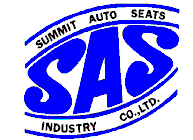 SUMMIT AUTO SEATS
SAS
INDUSTRY CO.,LTD.